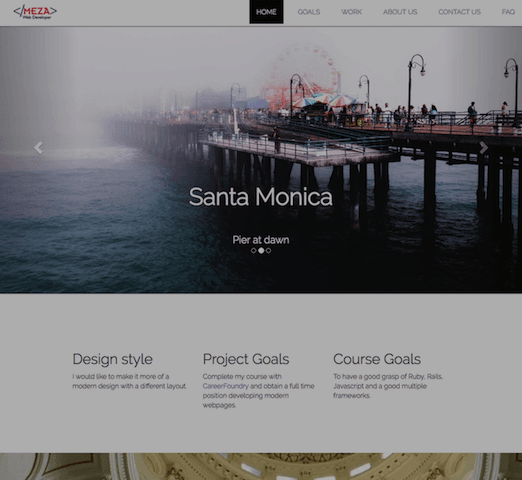 </MEZA>
Web Developer
HOME GOALS WORK ABOUT US CONTACT US FAQ
Santa Monica
Pier at dawn
Design style
I would like to make it more of a
modern design with a different layout.
Project Goals
Complete my course with
CareerFoundry and obtain a full time
position developing modern
webpages.
Course Goals
To have a good grasp of Ruby, Rails,
Javascript and a good multiple
frameworks.